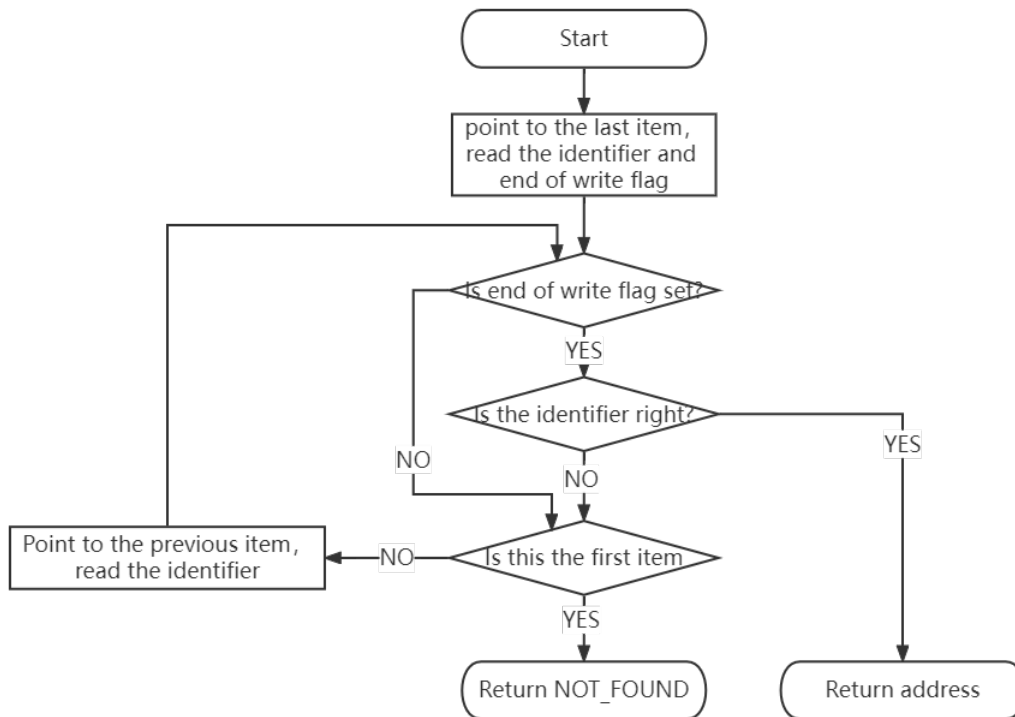 Start
point to the last item,
read the identifier and
end of write flag
Is end of write flag set?
YES
Is the identifier right?
YES
NO
NO
Point to the previous item,
read the identifier
NO
Is this the first item
YES
Return NOT_FOUND
Return address